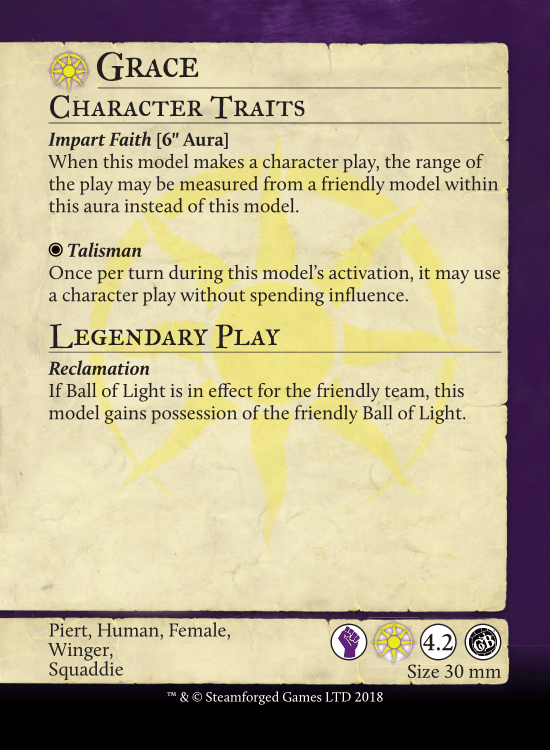 Grace
Character Traits
Impart Faith [6" Aura]
When this model makes a character play, the range of
the play may be measured from a friendly model within
this aura instead of this model.
Talisman
Once per turn during this model's activation, it may use
a character play without spending influence.
Legendary Play
Reclamation
If Ball of Light is in effect for the friendly team, this
model gains possession of the friendly Ball of Light.
Piert, Human, Female,
Winger,
Squaddie
4.2
GB
Size 30 mm
™ & © Steamforged Games LTD 2018